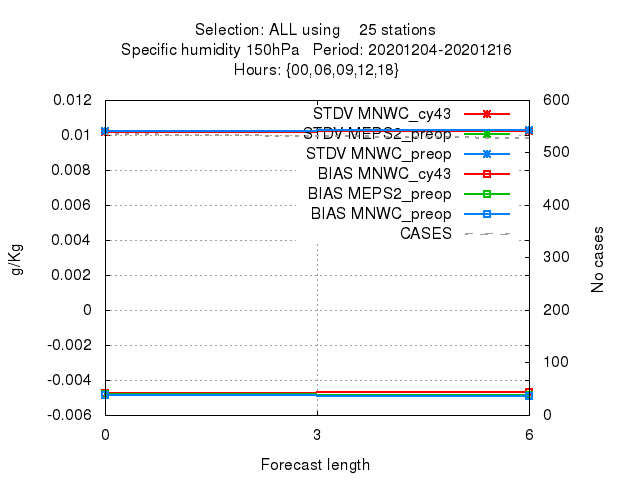 Selection: ALL using    25 stations
Specific humidity 150hPa   Period: 20201204-20201216
Hours: {00,06,09,12,18}
0.012
0.01
0.008
0.006
0.004
0.002
0
-0.002
-0.004
-0.006
g/Kg
STDV MNWC_cy43
STDV MEPS2_preop
STDV MNWC_preop
BIAS MNWC_cy43
BIAS MEPS2_preop
BIAS MNWC_preop
CASES
600
500
400
300
200
100
0
No cases
0
3
6
Forecast length